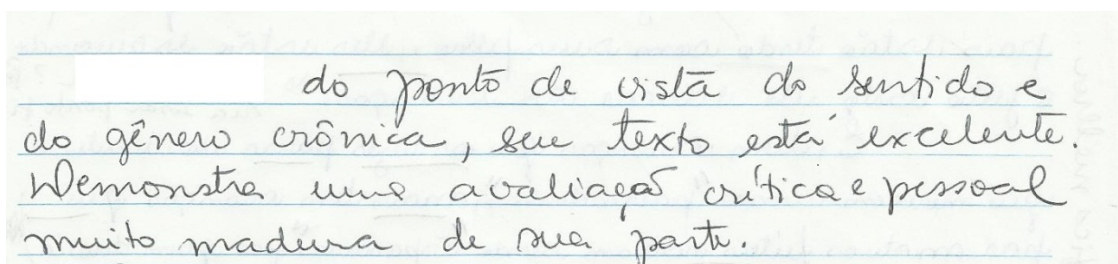 do ponto de vista do sentido e
do gênero crônica, seu texto está excelente.
Demonstra uma avaliação crítica e pessoal
muito madura de sua parte.